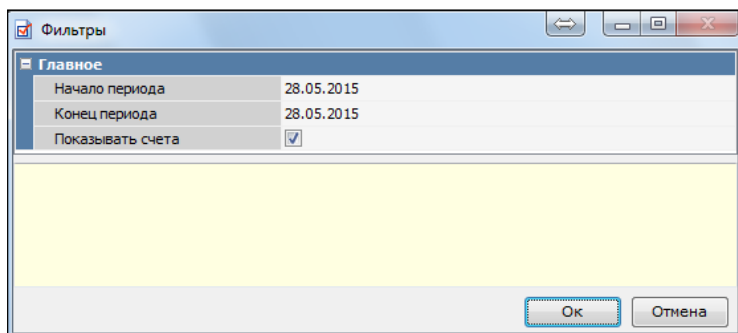 Фильтры
Главное
Начало периода 28.05.2015
Конец периода 28.05.2015
Показывать счета
Ок Отмена